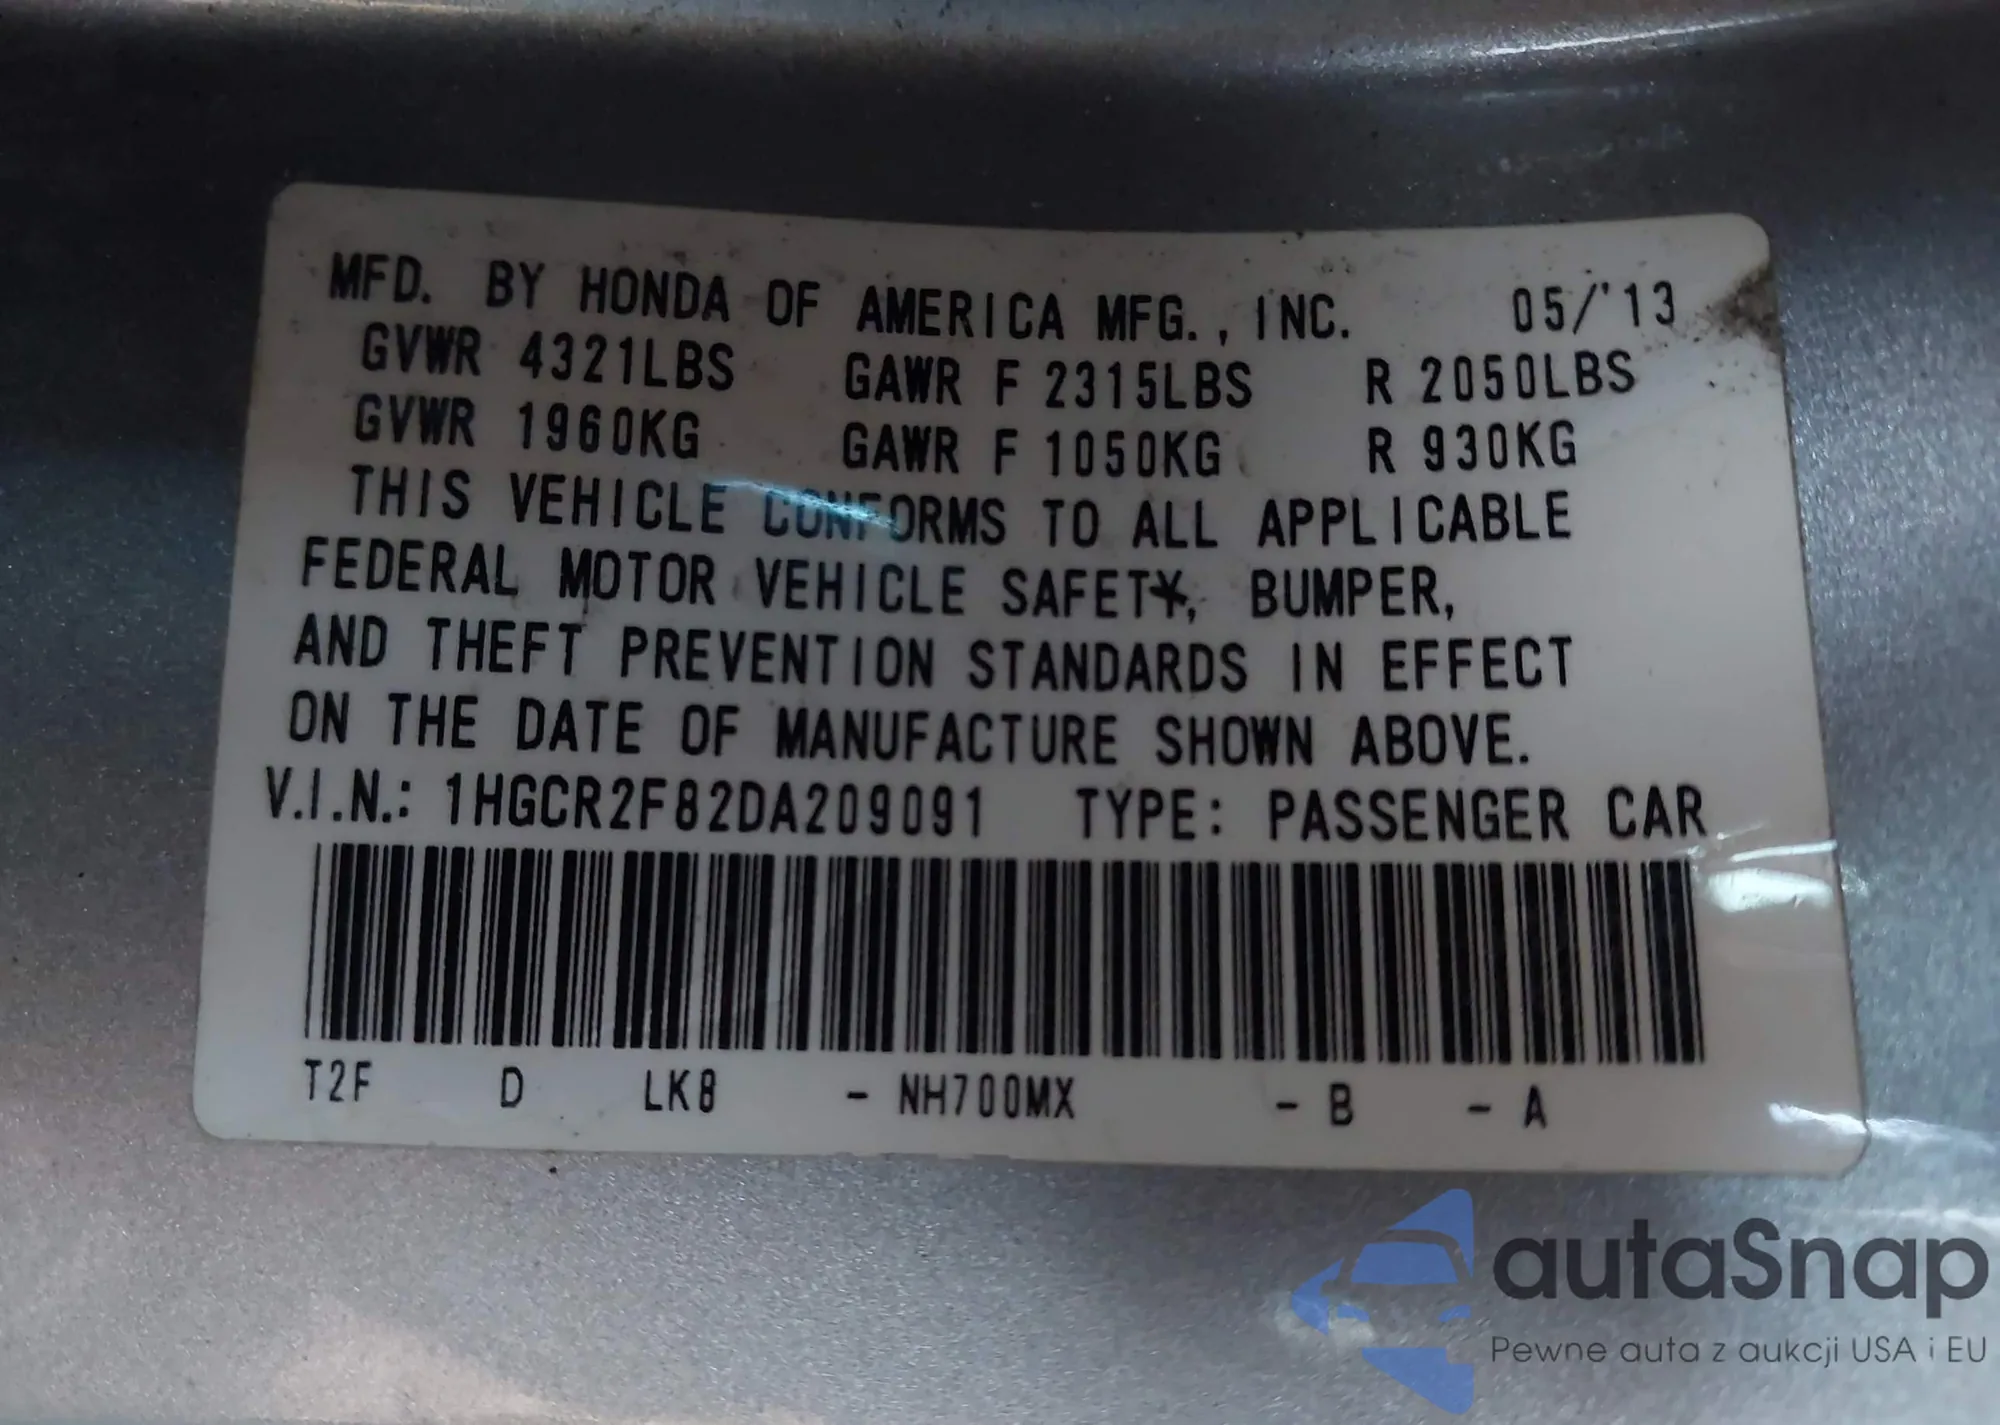 MFD. BY HONDA OF AMERICA MFG., INC. 05/'13
GVWR 4321LBS GAWR F 2315LBS R 2050LBS
GVWR 1960KG GAWR F 1050KG R 930KG
THIS VEHICLE CONFORMS TO ALL APPLICABLE
FEDERAL MOTOR VEHICLE SAFETY, BUMPER,
AND THEFT PREVENTION STANDARDS IN EFFECT
ON THE DATE OF MANUFACTURE SHOWN ABOVE.
V.I.N.: 1HGCR2F82DA209091 TYPE: PASSENGER CAR
T2F D LK8 - NH700MX - B - A
autaSnap
Pewne auta z aukcji USA i EU